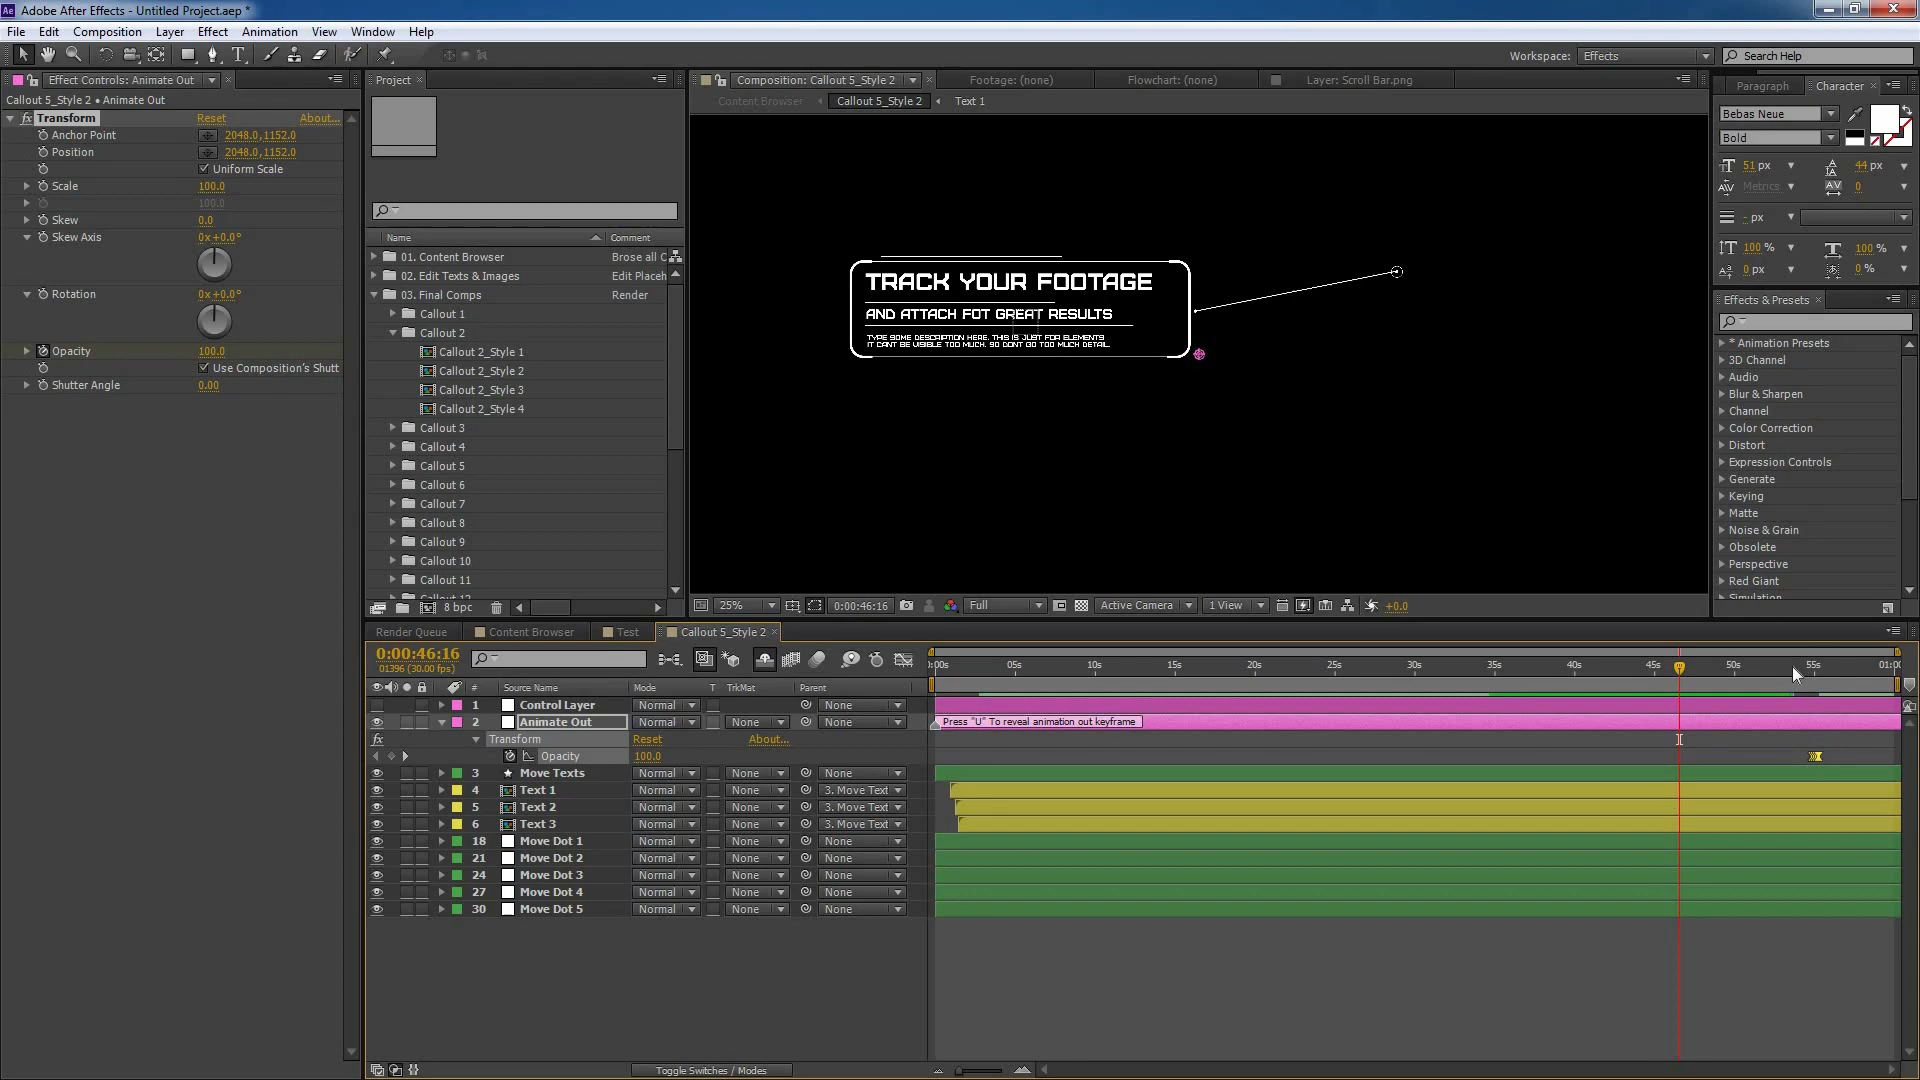 Ae Adobe After Effects - Untitled Project.aep *
File Edit Composition Layer Effect Animation View Window Help
Workspace: Effects Search Help
Effect Controls: Animate Out
Callout 5_Style 2 • Animate Out
fx Transform Reset About...
Anchor Point 2048.0,1152.0
Position 2048.0,1152.0
Uniform Scale
Scale 100.0
100.0
Skew 0.0
Skew Axis 0x+0.0°
Rotation 0x+0.0°
Opacity 100.0
Use Composition's Shutt
Shutter Angle 0.00
Project
Name Comment
01. Content Browser Brose all C
02. Edit Texts & Images Edit Placeh
03. Final Comps Render
Callout 1
Callout 2
Callout 2_Style 1
Callout 2_Style 2
Callout 2_Style 3
Callout 2_Style 4
Callout 3
Callout 4
Callout 5
Callout 6
Callout 7
Callout 8
Callout 9
Callout 10
Callout 11
8 bpc
Composition: Callout 5_Style 2 Footage: (none) Flowchart: (none) Layer: Scroll Bar.png
Content Browser Callout 5_Style 2 Text 1
TRACK YOUR FOOTAGE
AND ATTACH FOT GREAT RESULTS
TYPE SOME DESCRIPTION HERE. THIS IS JUST FOR ELEMENTS
IT CANT BE VISIBLE TOO MUCH. SO DONT GO TOO MUCH DETAIL.
25% 0:00:46:16 Full Active Camera 1 View +0.0
Paragraph Character
Bebas Neue
Bold
51 px 44 px
Metrics AV 0
- px
100 % 100 %
0 px 0 %
Effects & Presets
* Animation Presets
3D Channel
Audio
Blur & Sharpen
Channel
Color Correction
Distort
Expression Controls
Generate
Keying
Matte
Noise & Grain
Obsolete
Perspective
Red Giant
Simulation
Render Queue Content Browser Test Callout 5_Style 2
0:00:46:16
01396 (30.00 fps)
):00s 05s 10s 15s 20s 25s 30s 35s 40s 45s 50s 55s 01:00
# Source Name Mode T TrkMat Parent
1 Control Layer Normal None
2 Animate Out Normal None None Press "U" To reveal animation out keyframe
fx Transform Reset About...
Opacity 100.0
3 Move Texts Normal None None
4 Text 1 Normal None 3. Move Text
5 Text 2 Normal None 3. Move Text
6 Text 3 Normal None 3. Move Text
18 Move Dot 1 Normal None None
21 Move Dot 2 Normal None None
24 Move Dot 3 Normal None None
27 Move Dot 4 Normal None None
30 Move Dot 5 Normal None None
Toggle Switches / Modes